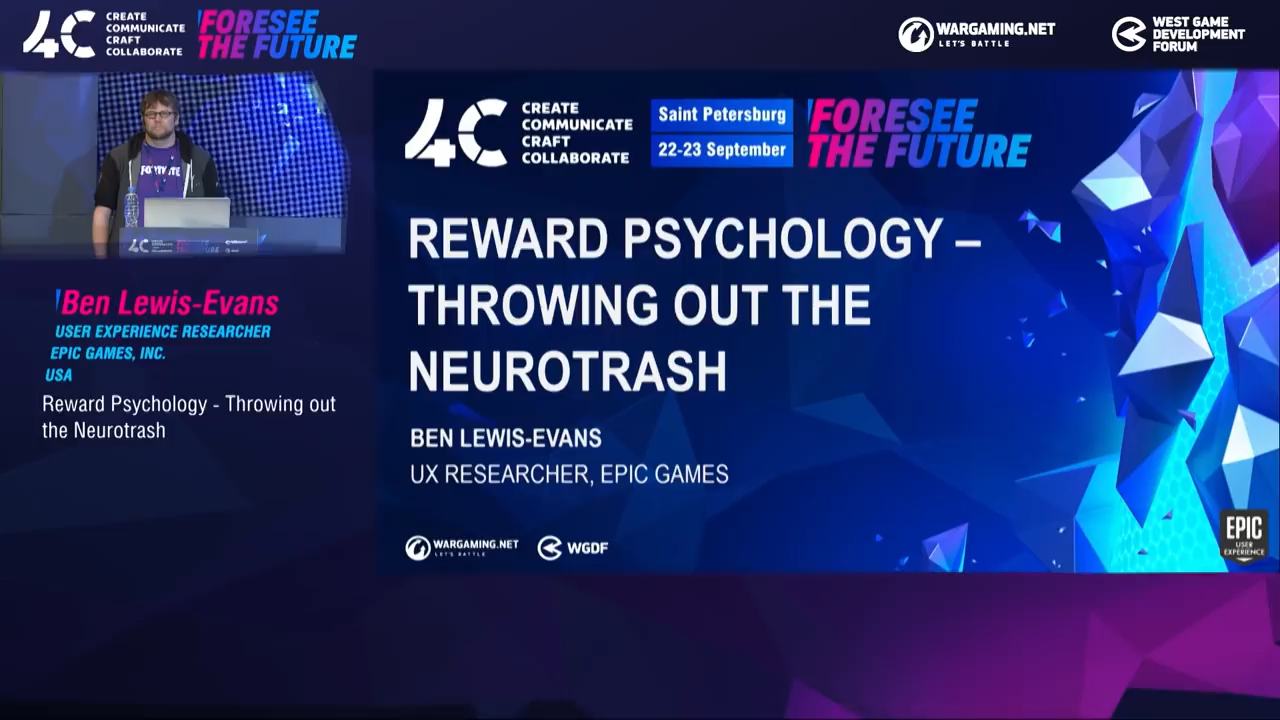 4C
CREATE
COMMUNICATE
CRAFT
COLLABORATE
FORESEE
THE FUTURE
WARGAMING.NET
LET'S BATTLE
WEST GAME
DEVELOPMENT
FORUM
FORTNITE
4C
Ben Lewis-Evans
USER EXPERIENCE RESEARCHER
EPIC GAMES, INC.
USA
Reward Psychology - Throwing out
the Neurotrash
4C
CREATE
COMMUNICATE
CRAFT
COLLABORATE
Saint Petersburg
22-23 September
FORESEE
THE FUTURE
REWARD PSYCHOLOGY –
THROWING OUT THE
NEUROTRASH
BEN LEWIS-EVANS
UX RESEARCHER, EPIC GAMES
WARGAMING.NET
LET'S BATTLE
WGDF
EPIC
USER
EXPERIENCE